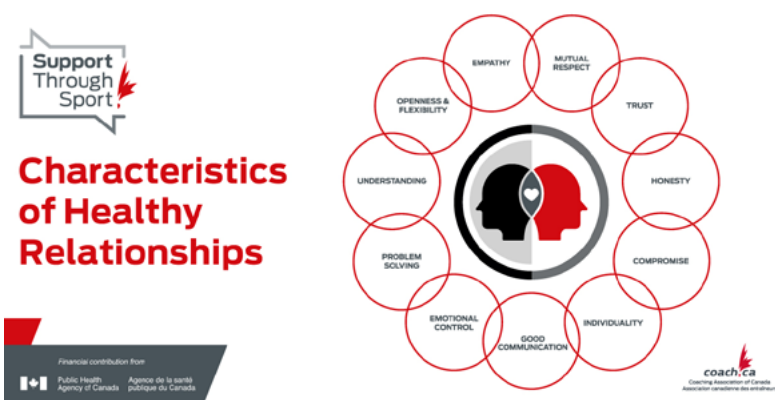 Support
Through
Sport
Characteristics
of Healthy
Relationships
EMPATHY
MUTUAL
RESPECT
TRUST
HONESTY
COMPROMISE
INDIVIDUALITY
GOOD
COMMUNICATION
EMOTIONAL
CONTROL
PROBLEM
SOLVING
UNDERSTANDING
OPENNESS &
FLEXIBILITY
Financial contribution from
Public Health
Agency of Canada
Agence de la santé
publique du Canada
coach.ca
Coaching Association of Canada
Association canadienne des entraîneurs